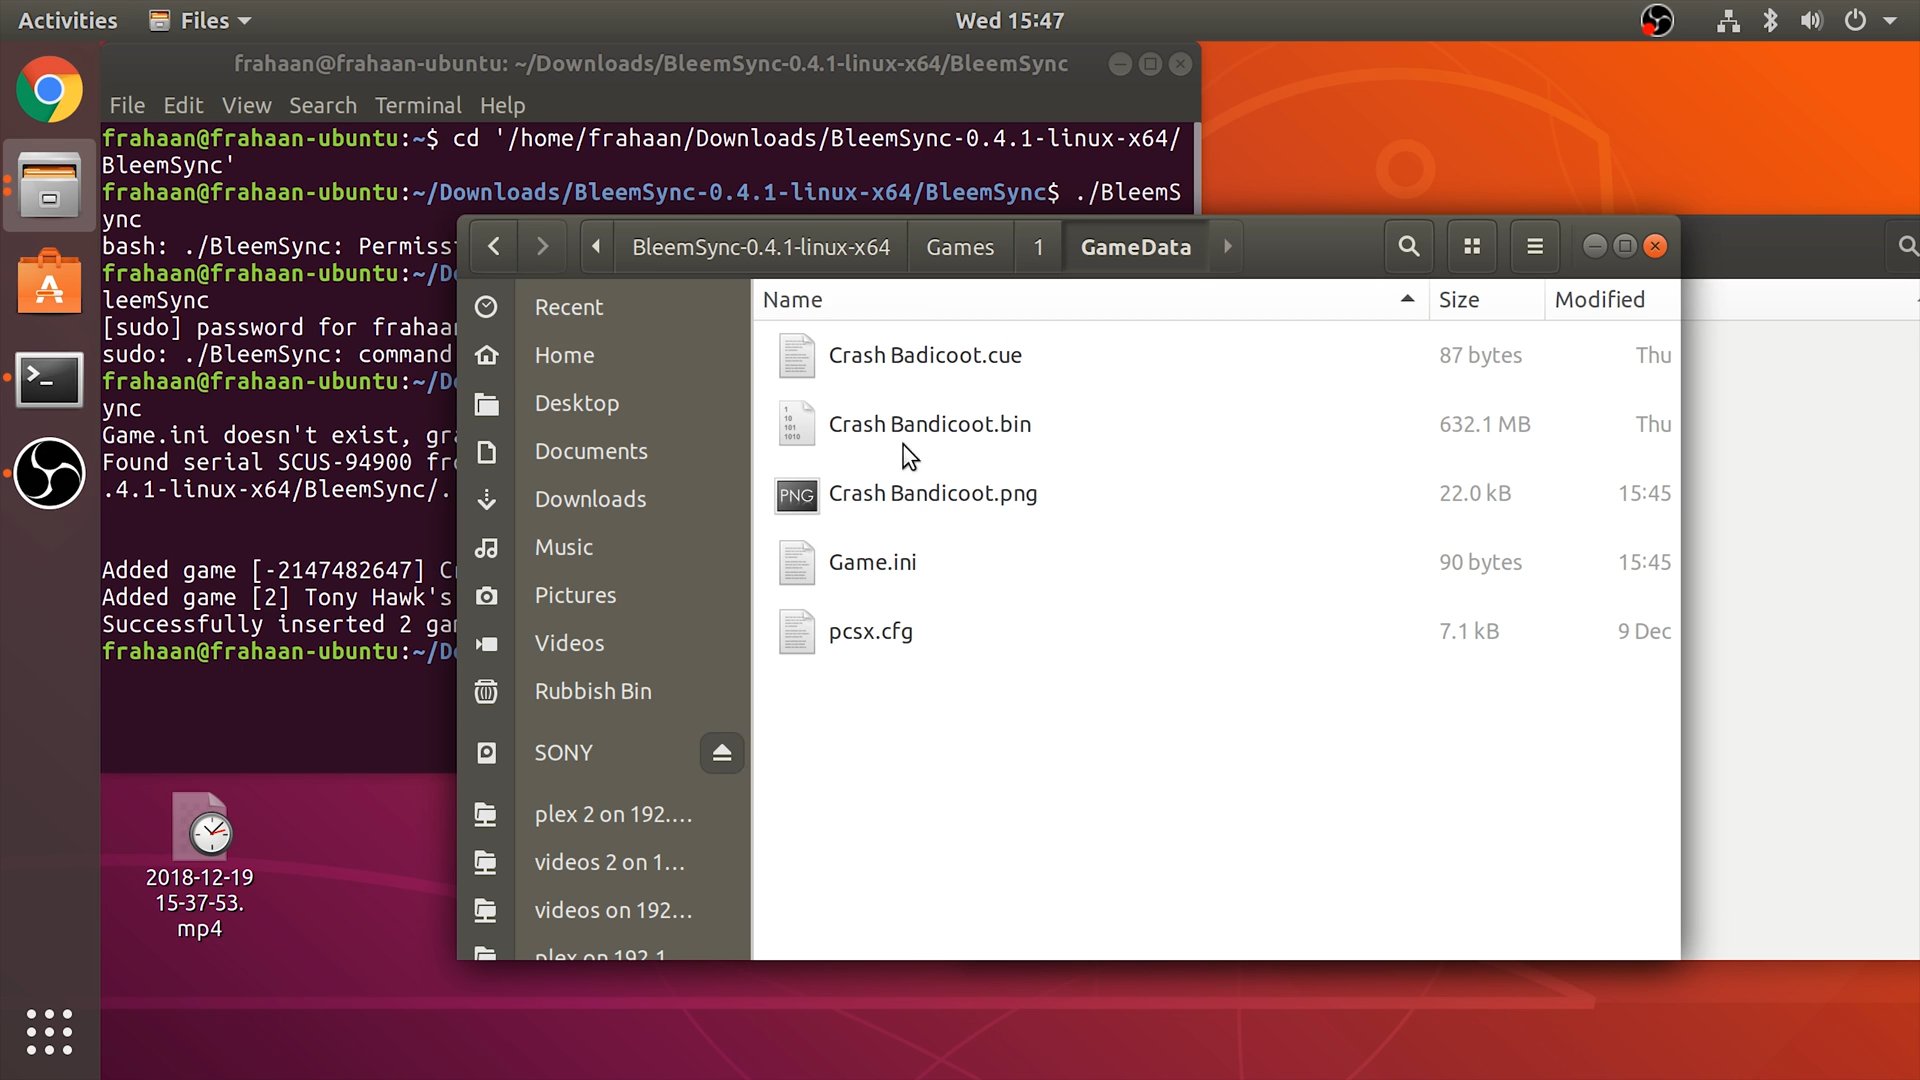 Activities
Files
Wed 15:47
frahaan@frahaan-ubuntu: ~/Downloads/BleemSync-0.4.1-linux-x64/BleemSync
File Edit View Search Terminal Help
frahaan@frahaan-ubuntu:~$ cd '/home/frahaan/Downloads/BleemSync-0.4.1-linux-x64/
BleemSync'
frahaan@frahaan-ubuntu:~/Downloads/BleemSync-0.4.1-linux-x64/BleemSync$ ./BleemS
ync
bash: ./BleemSync: Permiss
frahaan@frahaan-ubuntu:~/D
leemSync
[sudo] password for frahaa
sudo: ./BleemSync: command
frahaan@frahaan-ubuntu:~/D
ync
Game.ini doesn't exist, gr
Found serial SCUS-94900 fr
.4.1-linux-x64/BleemSync/.
Added game [-2147482647] C
Added game [2] Tony Hawk's
Successfully inserted 2 ga
frahaan@frahaan-ubuntu:~/D
BleemSync-0.4.1-linux-x64
Games
1
GameData
Recent
Home
Desktop
Documents
Downloads
Music
Pictures
Videos
Rubbish Bin
SONY
plex 2 on 192....
videos 2 on 1...
videos on 192...
plex on 192.1
Name Size Modified
Crash Badicoot.cue 87 bytes Thu
Crash Bandicoot.bin 632.1 MB Thu
PNG Crash Bandicoot.png 22.0 kB 15:45
Game.ini 90 bytes 15:45
pcsx.cfg 7.1 kB 9 Dec
2018-12-19
15-37-53.
mp4